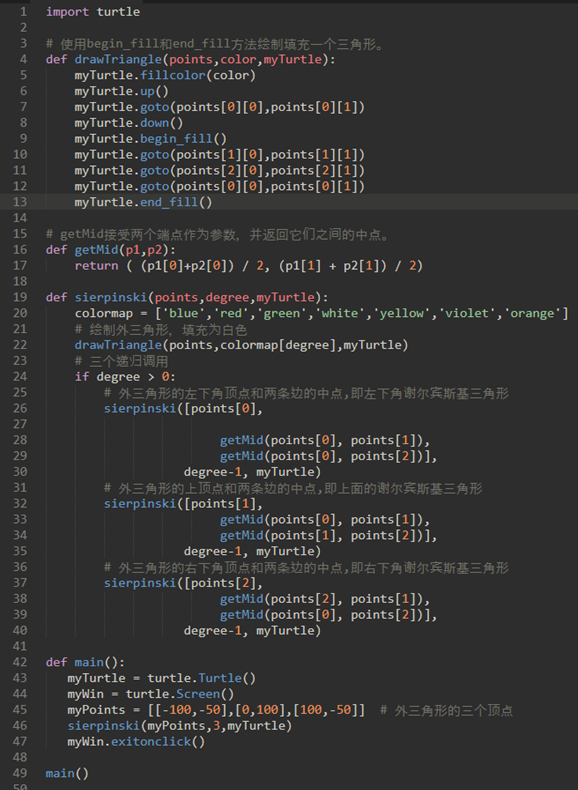 1 import turtle
2
3 # 使用begin_fill和end_fill方法绘制填充一个三角形。
4 def drawTriangle(points,color,myTurtle):
5     myTurtle.fillcolor(color)
6     myTurtle.up()
7     myTurtle.goto(points[0][0],points[0][1])
8     myTurtle.down()
9     myTurtle.begin_fill()
10     myTurtle.goto(points[1][0],points[1][1])
11     myTurtle.goto(points[2][0],points[2][1])
12     myTurtle.goto(points[0][0],points[0][1])
13     myTurtle.end_fill()
14
15 # getMid接受两个端点作为参数，并返回它们之间的中点。
16 def getMid(p1,p2):
17     return ( (p1[0]+p2[0]) / 2, (p1[1] + p2[1]) / 2)
18
19 def sierpinski(points,degree,myTurtle):
20     colormap = ['blue','red','green','white','yellow','violet','orange']
21     # 绘制外三角形，填充为白色
22     drawTriangle(points,colormap[degree],myTurtle)
23     # 三个递归调用
24     if degree > 0:
25         # 外三角形的左下角顶点和两条边的中点,即左下角谢尔宾斯基三角形
26         sierpinski([points[0],
27
28                         getMid(points[0], points[1]),
29                         getMid(points[0], points[2])],
30                    degree-1, myTurtle)
31         # 外三角形的上顶点和两条边的中点,即上面的谢尔宾斯基三角形
32         sierpinski([points[1],
33                         getMid(points[0], points[1]),
34                         getMid(points[1], points[2])],
35                    degree-1, myTurtle)
36         # 外三角形的右下角顶点和两条边的中点,即右下角谢尔宾斯基三角形
37         sierpinski([points[2],
38                         getMid(points[2], points[1]),
39                         getMid(points[0], points[2])],
40                    degree-1, myTurtle)
41
42 def main():
43    myTurtle = turtle.Turtle()
44    myWin = turtle.Screen()
45    myPoints = [[-100,-50],[0,100],[100,-50]]  # 外三角形的三个顶点
46    sierpinski(myPoints,3,myTurtle)
47    myWin.exitonclick()
48
49 main()
50